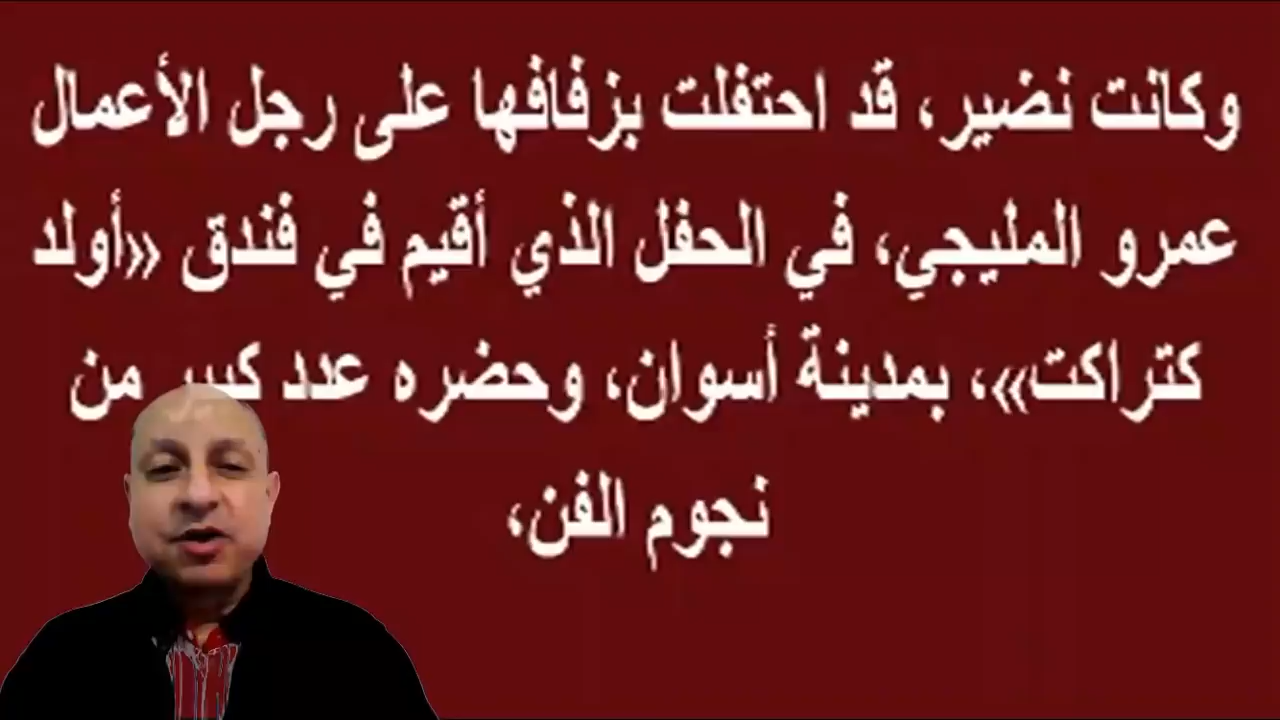 وكانت نضير، قد احتفلت بزفافها على رجل الأعمال
عمرو المليجي، في الحفل الذي أقيم في فندق «أولد
كتراكت»، بمدينة أسوان، وحضره عدد كبير من
نجوم الفن،